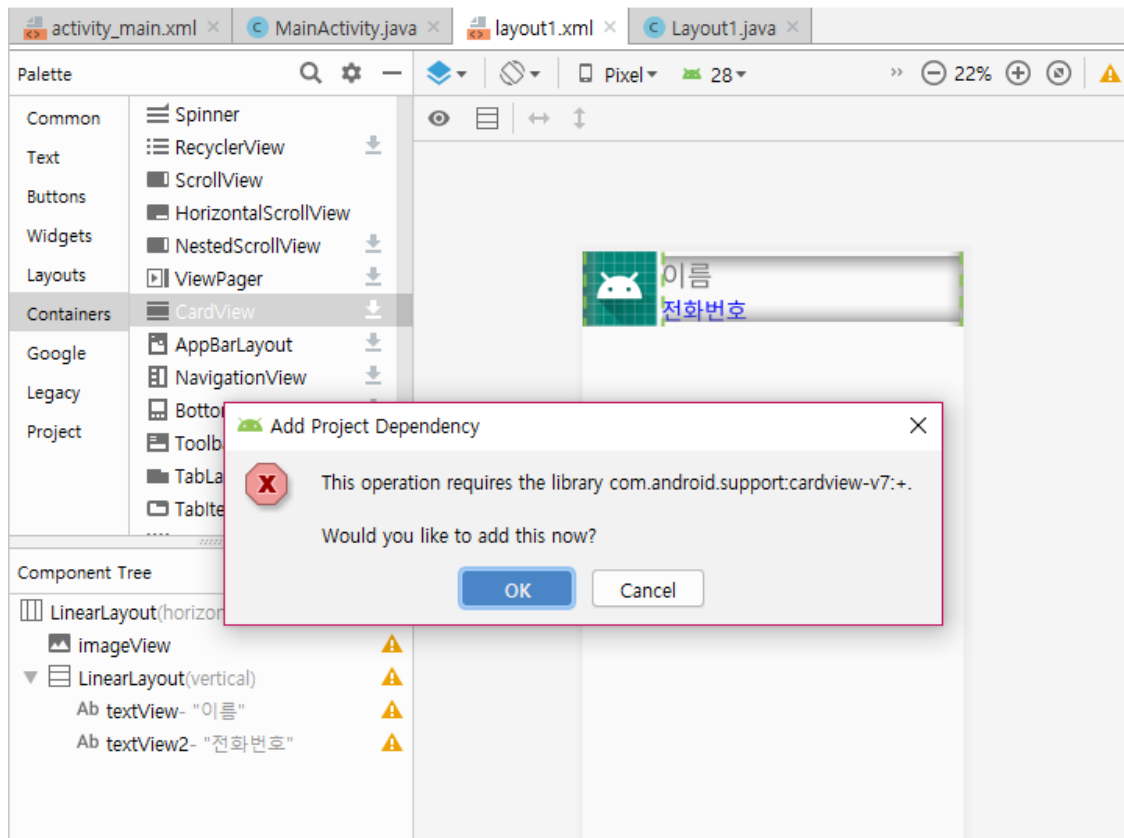 activity_main.xml
MainActivity.java
layout1.xml
Layout1.java
Palette
Pixel
28
22%
Common
Text
Buttons
Widgets
Layouts
Containers
Google
Legacy
Project
Spinner
RecyclerView
ScrollView
HorizontalScrollView
NestedScrollView
ViewPager
CardView
AppBarLayout
NavigationView
이름
전화번호
Add Project Dependency
This operation requires the library com.android.support:cardview-v7:+.
Would you like to add this now?
OK
Cancel
Component Tree
LinearLayout
imageView
LinearLayout(vertical)
Ab textView- "이름"
Ab textView2- "전화번호"